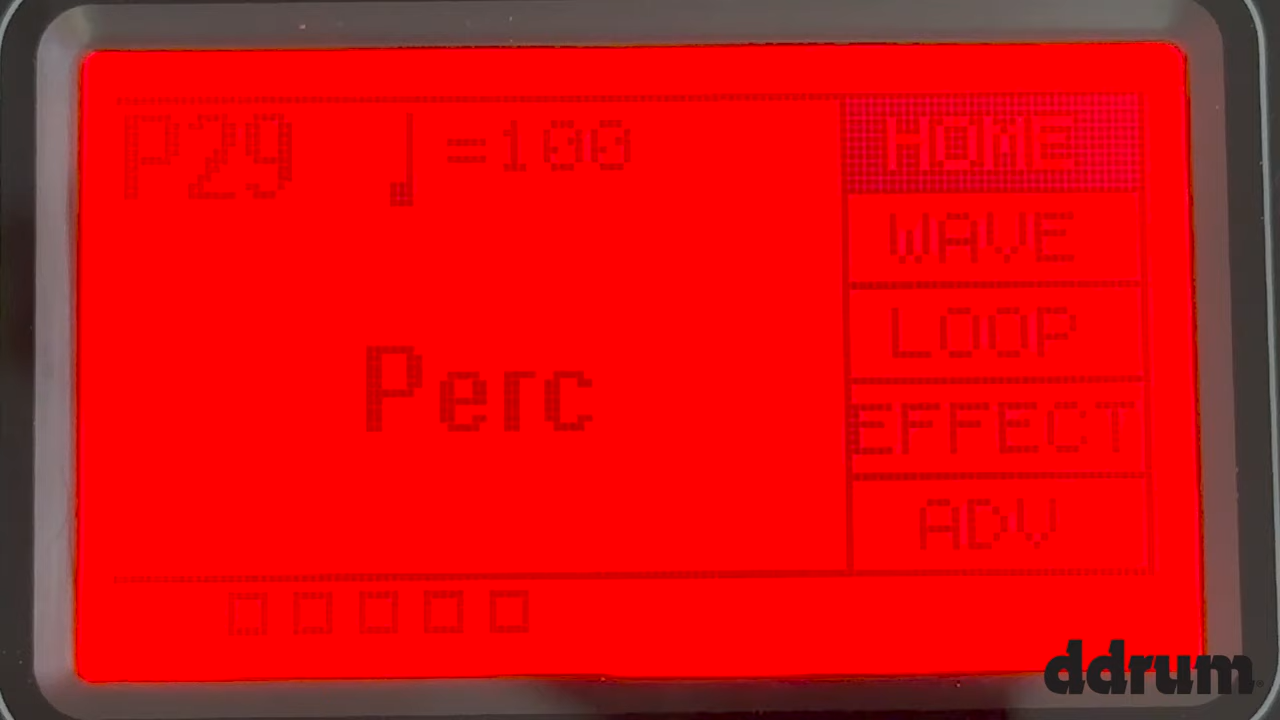 P29 ♩=100
HOME
WAVE
LOOP
Perc
EFFECT
ADV
ddrum